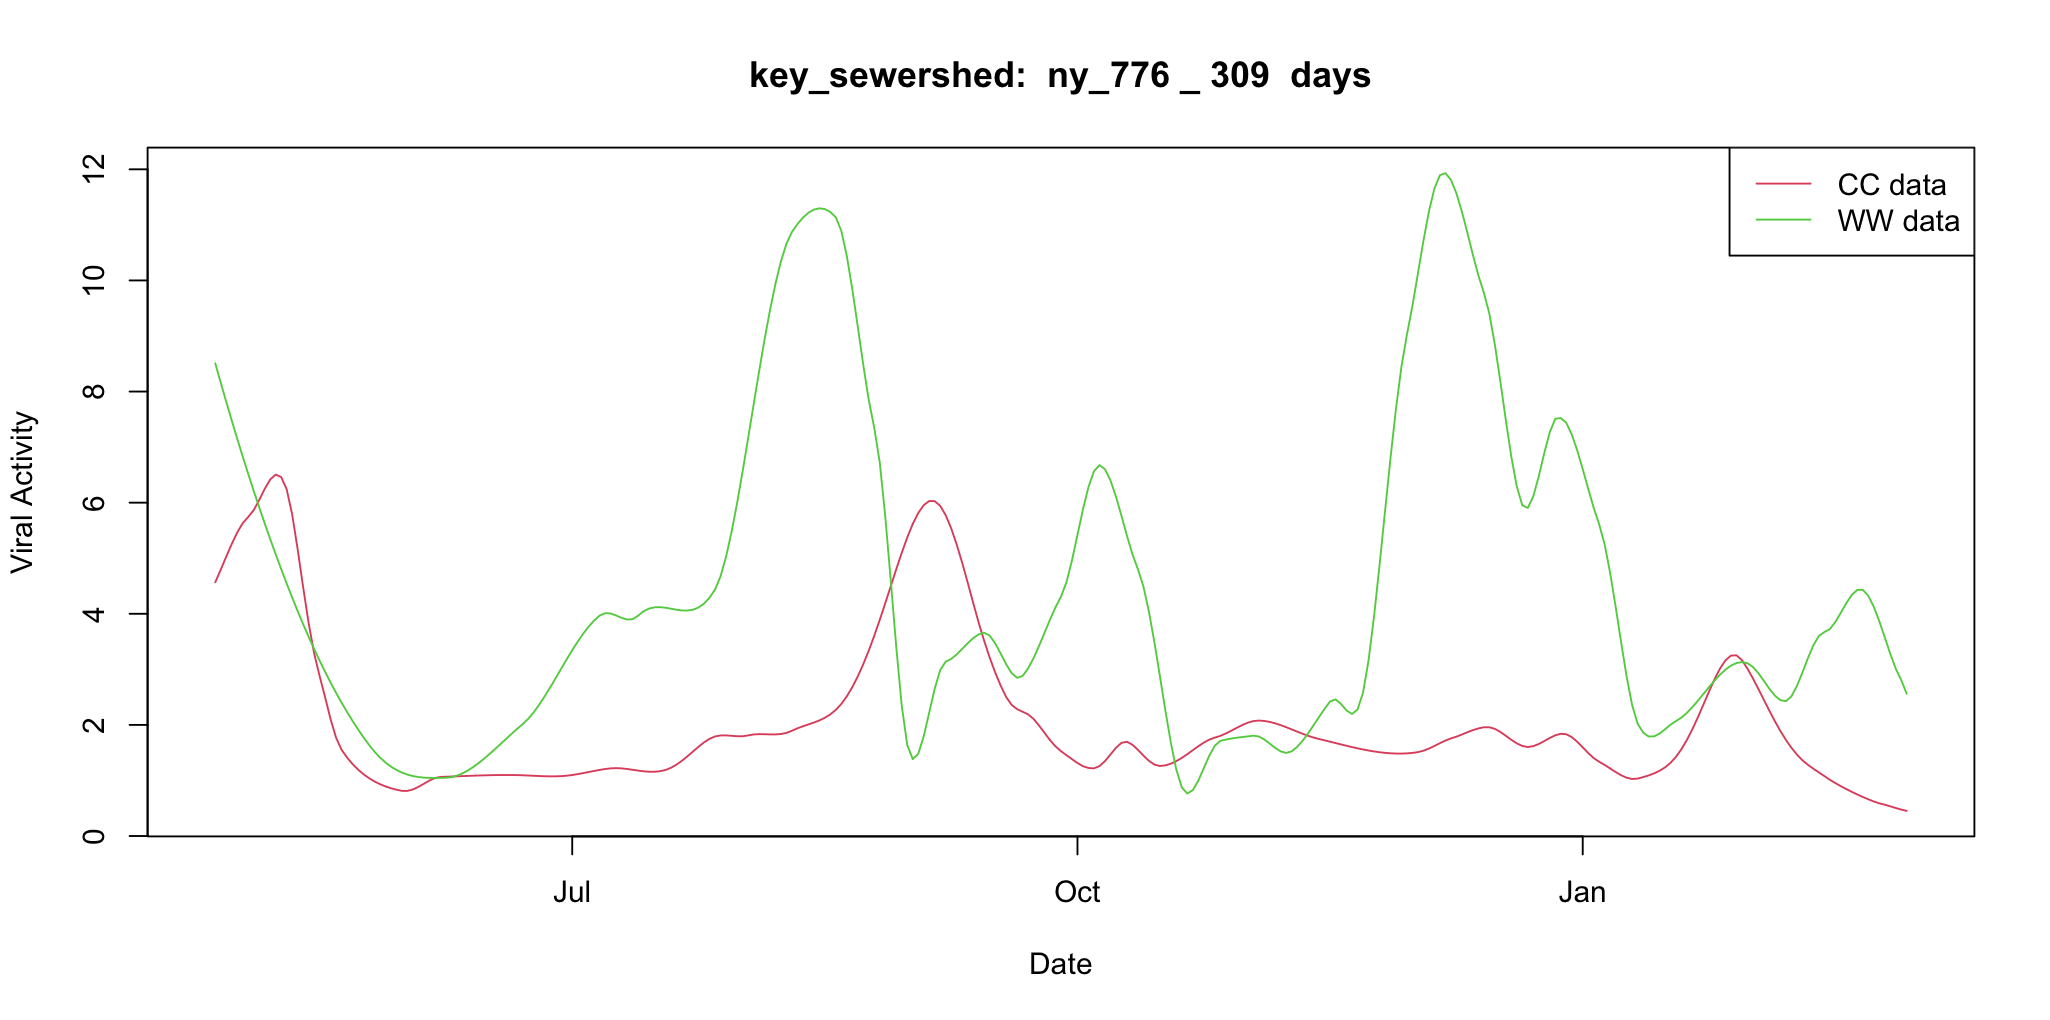 key_sewershed:  ny_776 _ 309  days
CC data
WW data
Viral Activity
12
10
8
6
4
2
0
Jul
Oct
Jan
Date